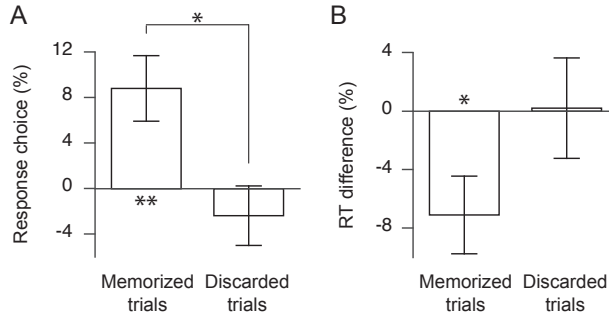 A
B
*
Response choice (%)
12
8
4
0
-4
**
Memorized
trials
Discarded
trials
RT difference (%)
4
0
-4
-8
*
Memorized
trials
Discarded
trials